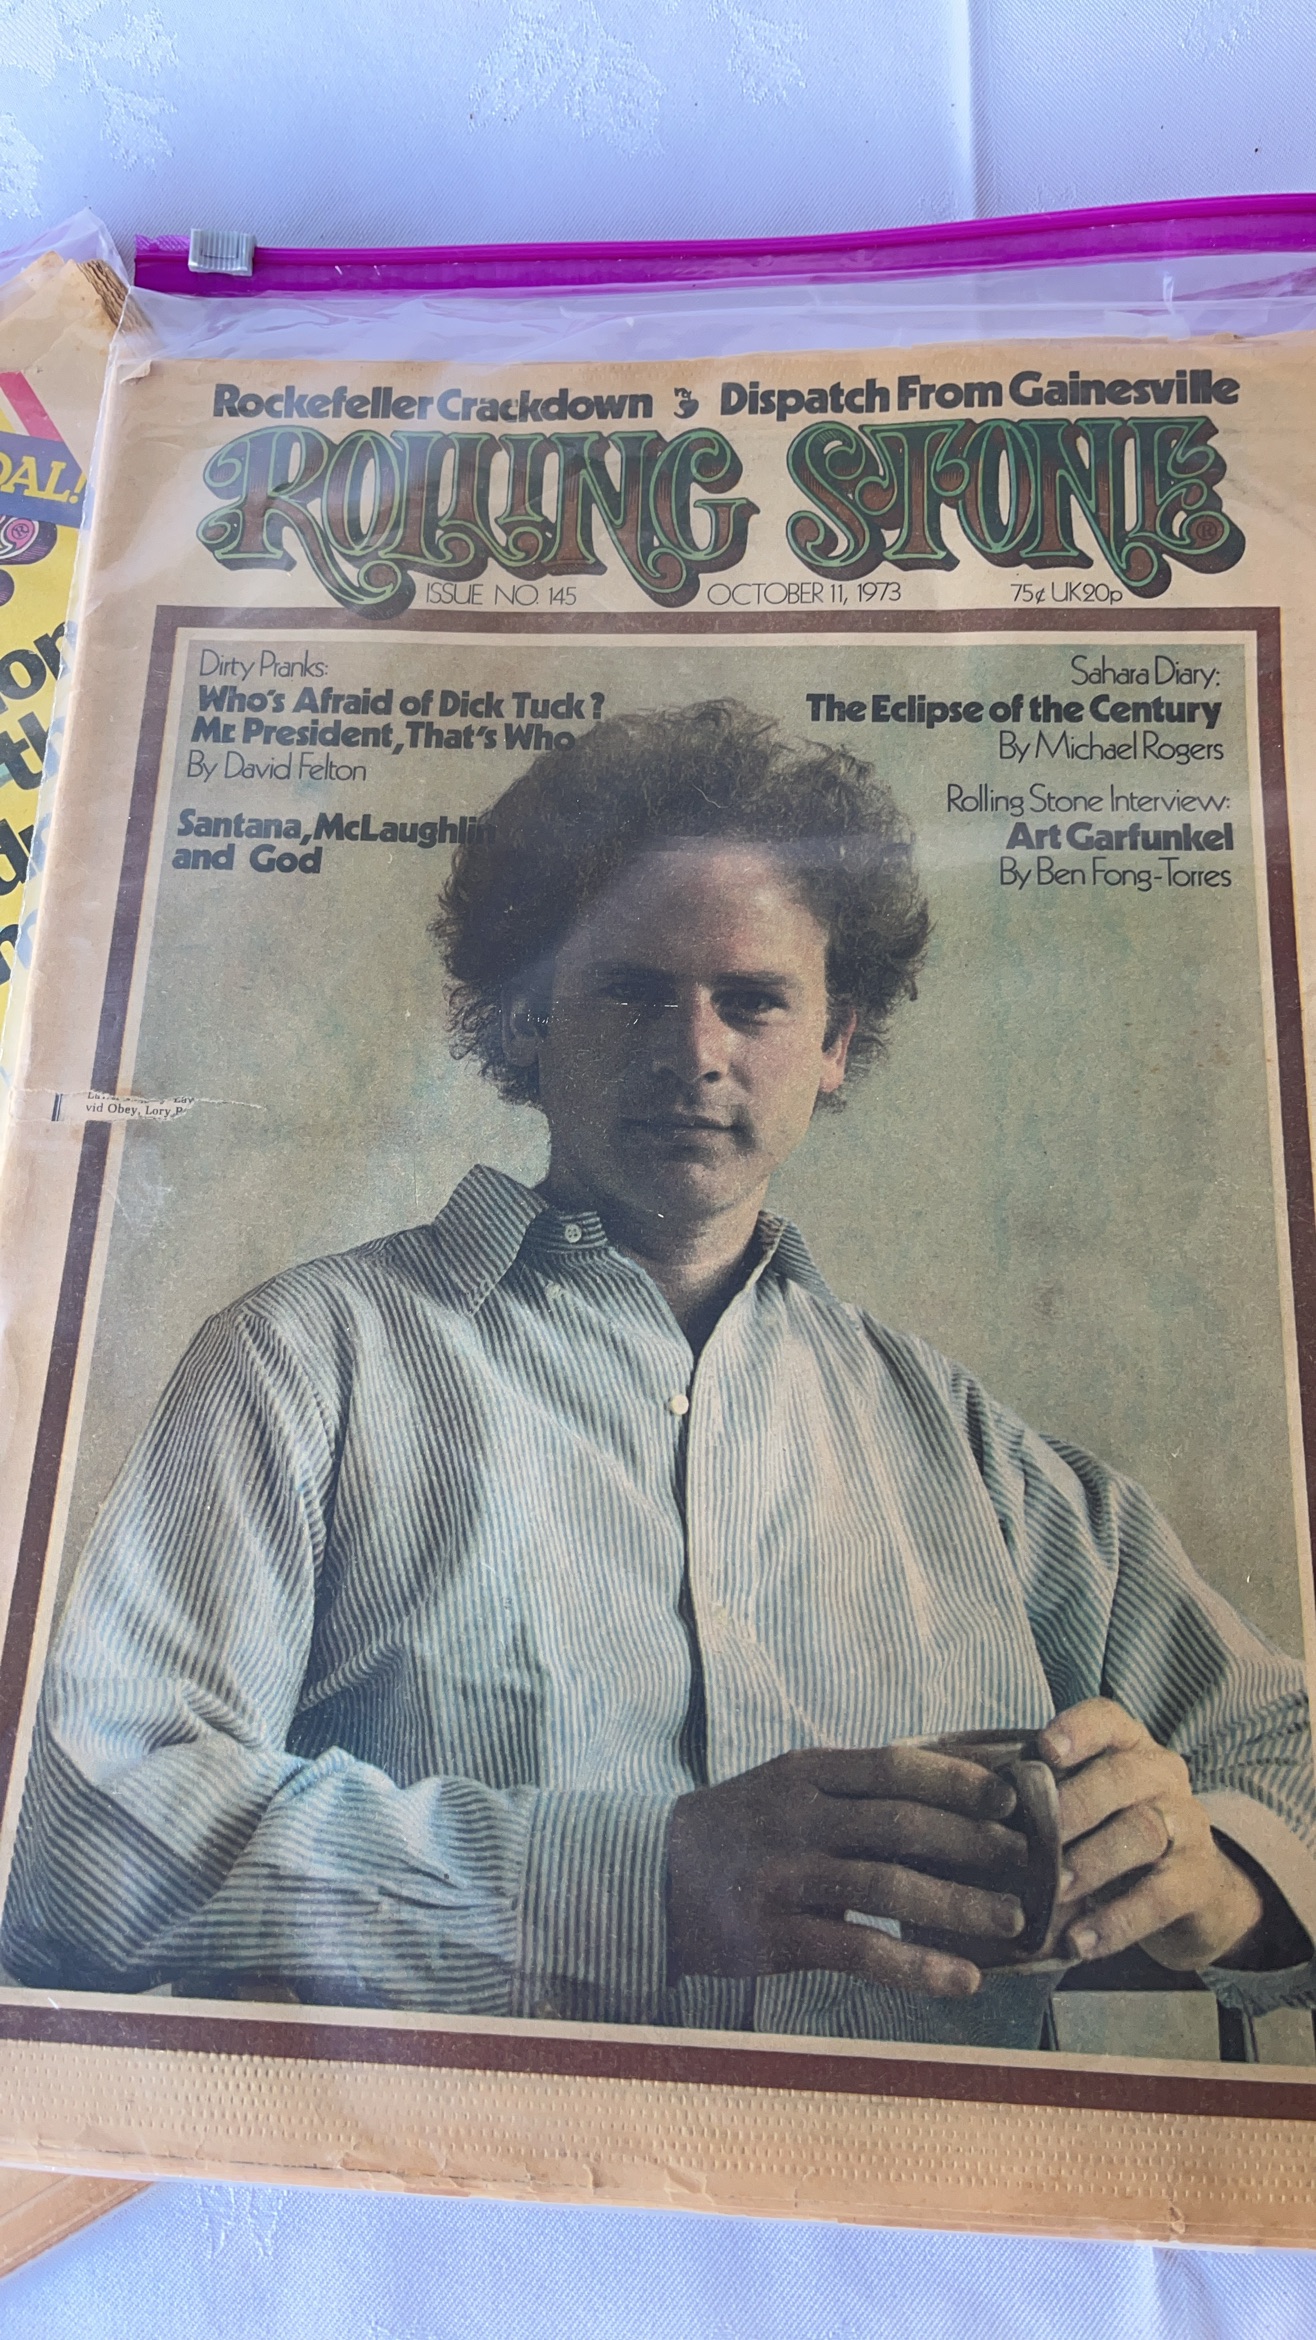 Rockefeller Crackdown & Dispatch From Gainesville
ROLLING STONE ®
ISSUE NO. 145 OCTOBER 11, 1973 75¢ UK20p
Dirty Pranks:
Who's Afraid of Dick Tuck?
Mr. President, That's Who
By David Felton
Santana, McLaughlin
and God
Sahara Diary:
The Eclipse of the Century
By Michael Rogers
Rolling Stone Interview:
Art Garfunkel
By Ben Fong-Torres
vid Obey, Lory
DAL!
®